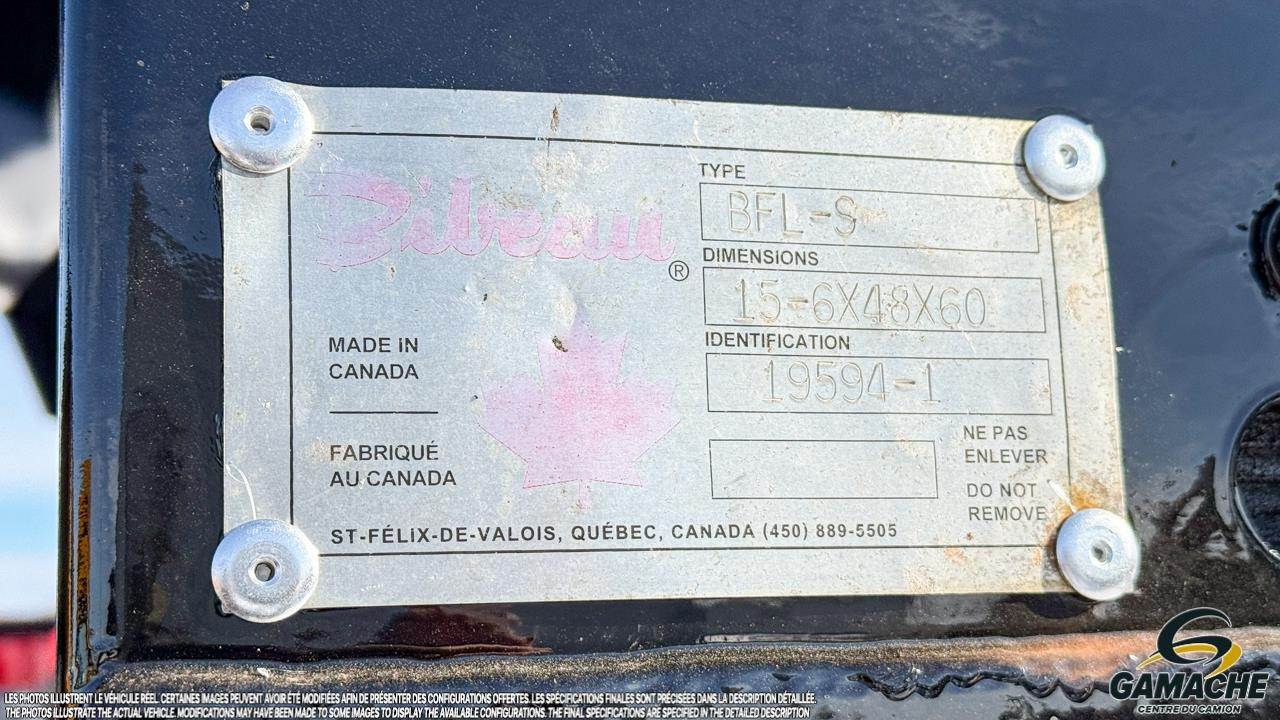 Bibeau
®
TYPE
BFL-S
DIMENSIONS
15-6X48X60
IDENTIFICATION
19594-1
MADE iN
CANADA
FABRIQUÉ
AU CANADA
NE PAS
ENLEVER
DO NOT
REMOVE
ST-FÉLiX-DE-VALOIS, QUÉBEC, CANADA (450) 889-5505
LES PHOTOS ILLUSTRENT LE VÉHICULE RÉEL. CERTAINES IMAGES PEUVENT AVOIR ÉTÉ MODIFIÉES AFIN DE PRÉSENTER DES CONFIGURATIONS OFFERTES. LES SPÉCIFICATIONS FINALES SONT PRÉCISÉES DANS LA DESCRIPTION DÉTAILLÉE.
THE PHOTOS ILLUSTRATE THE ACTUAL VEHICLE. MODIFICATIONS MAY HAVE BEEN MADE TO SOME IMAGES TO DISPLAY THE AVAILABLE CONFIGURATIONS. THE FINAL SPECIFICATIONS ARE SPECIFIED IN THE DETAILED DESCRIPTION
GAMACHE
CENTRE DU CAMION